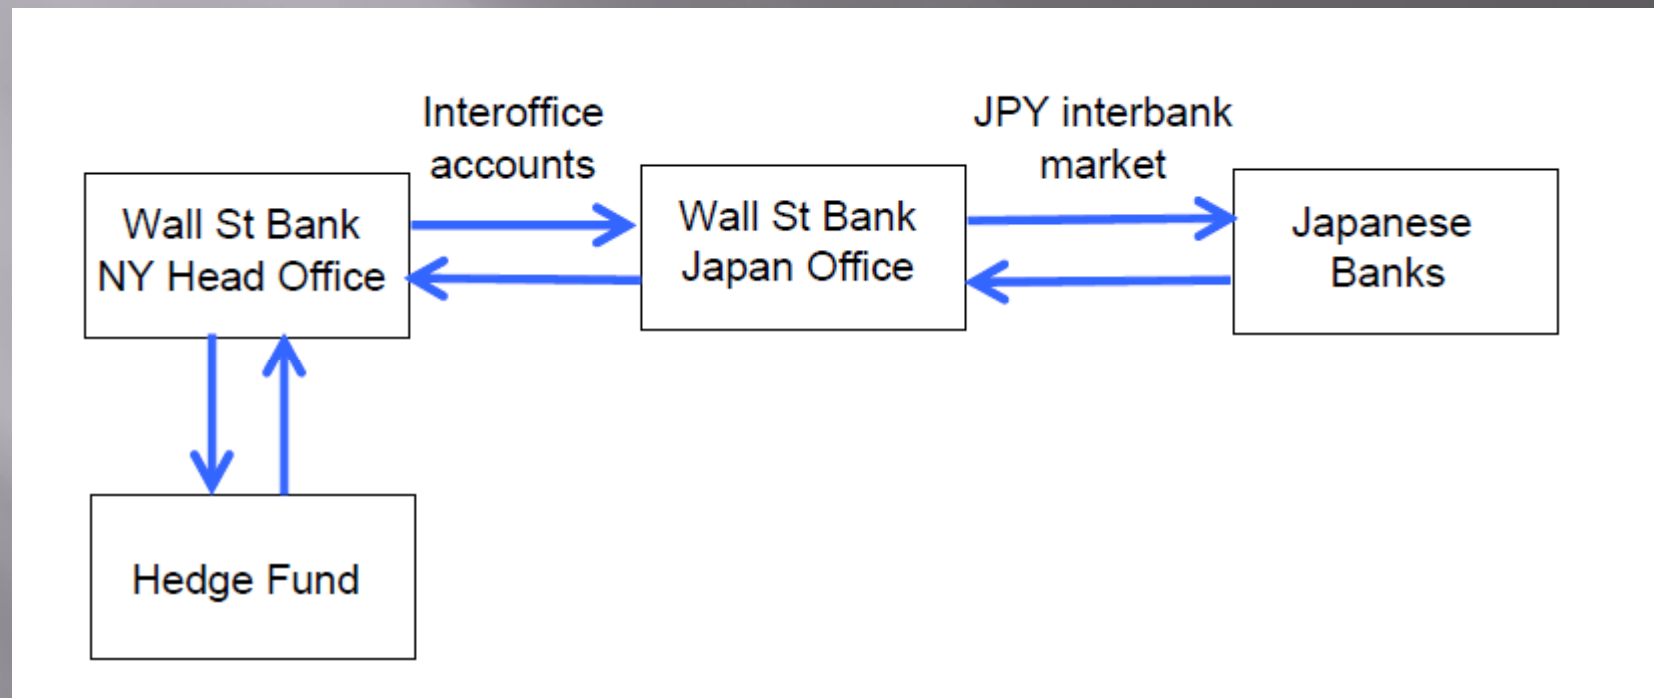 Interoffice
accounts
JPY interbank
market
Wall St Bank
NY Head Office
Wall St Bank
Japan Office
Japanese
Banks
Hedge Fund